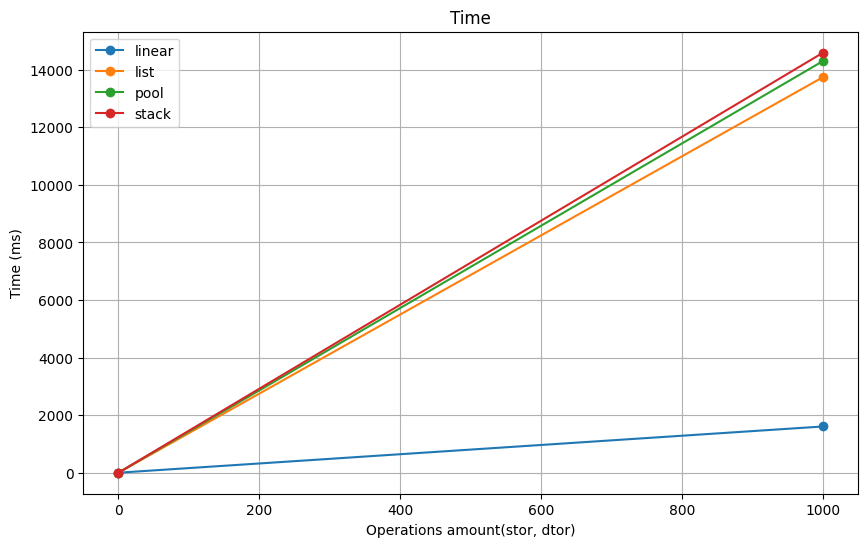 Time
linear
list
pool
stack
14000
12000
10000
8000
6000
4000
2000
0
Time (ms)
0 200 400 600 800 1000
Operations amount(stor, dtor)